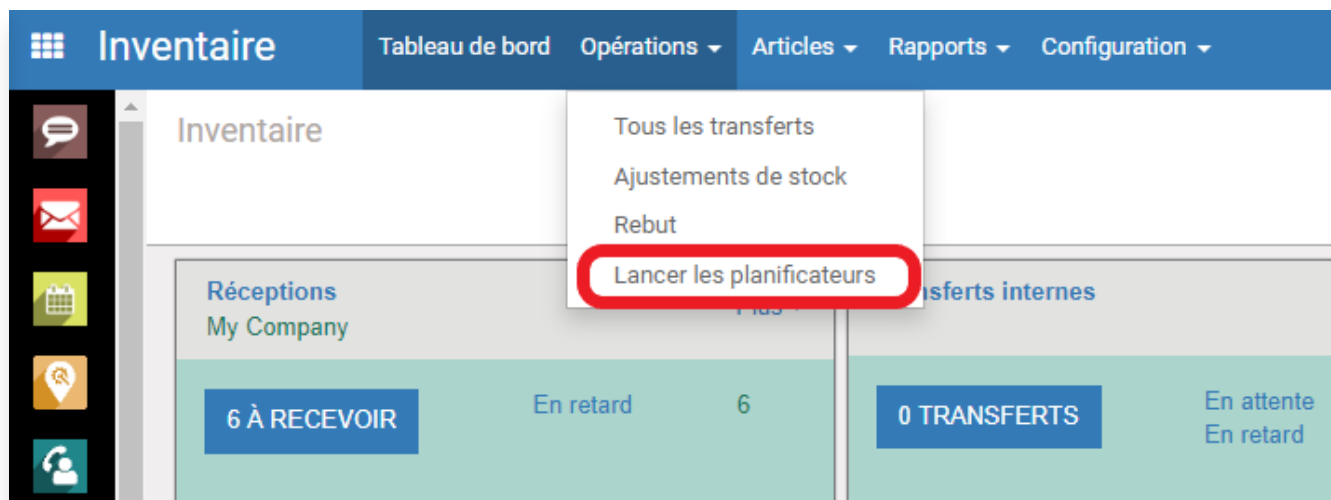 Inventaire
Tableau de bord Opérations Articles Rapports Configuration
Inventaire
Tous les transferts
Ajustements de stock
Rebut
Lancer les planificateurs
Réceptions
My Company
6 À RECEVOIR
En retard 6
nsferts internes
0 TRANSFERTS
En attente
En retard